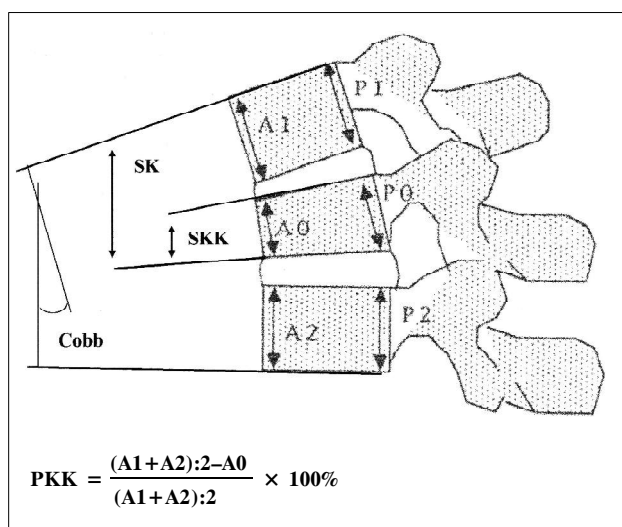 P1
A1
SK
P0
A0
SKK
P2
A2
Cobb
PKK = (A1+A2):2–A0 / (A1+A2):2 × 100%